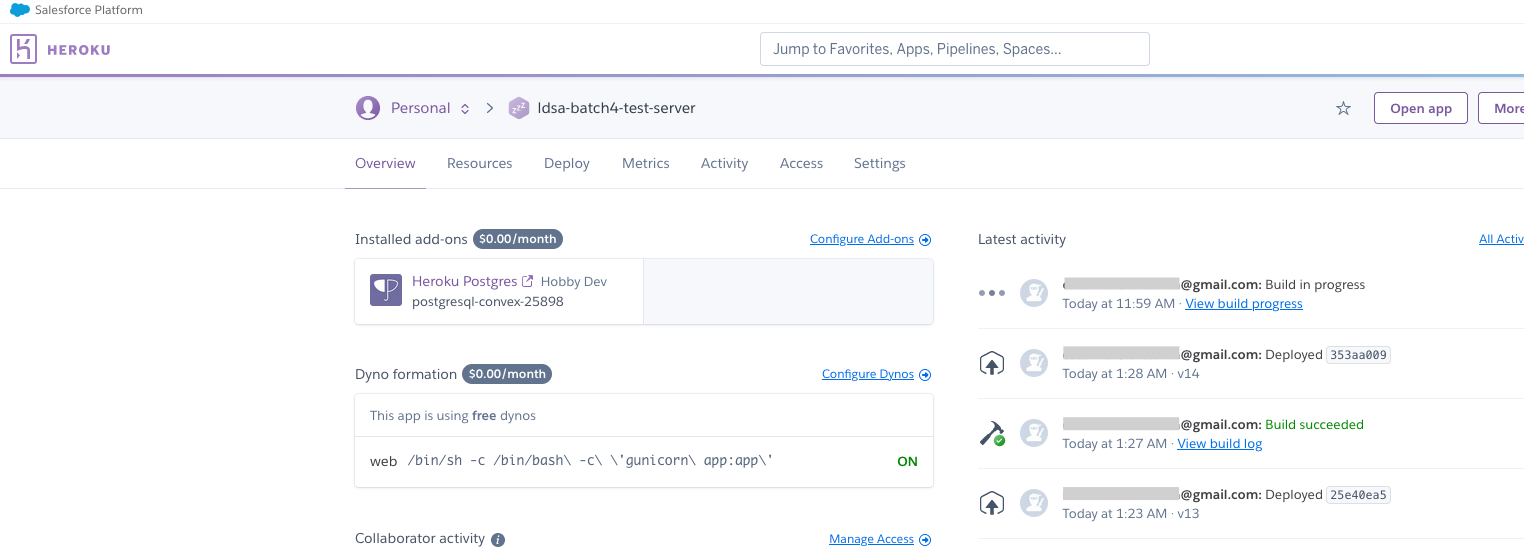 Salesforce Platform
HEROKU
Jump to Favorites, Apps, Pipelines, Spaces...
Personal
ldsa-batch4-test-server
Open app
More
Overview Resources Deploy Metrics Activity Access Settings
Installed add-ons $0.00/month Configure Add-ons
Heroku Postgres Hobby Dev
postgresql-convex-25898
Dyno formation $0.00/month Configure Dynos
This app is using free dynos
web /bin/sh -c /bin/bash\ -c\ \'gunicorn\ app:app\' ON
Collaborator activity Manage Access
Latest activity All Activ
@gmail.com: Build in progress
Today at 11:59 AM · View build progress
@gmail.com: Deployed 353aa009
Today at 1:28 AM · v14
@gmail.com: Build succeeded
Today at 1:27 AM · View build log
@gmail.com: Deployed 25e40ea5
Today at 1:23 AM · v13